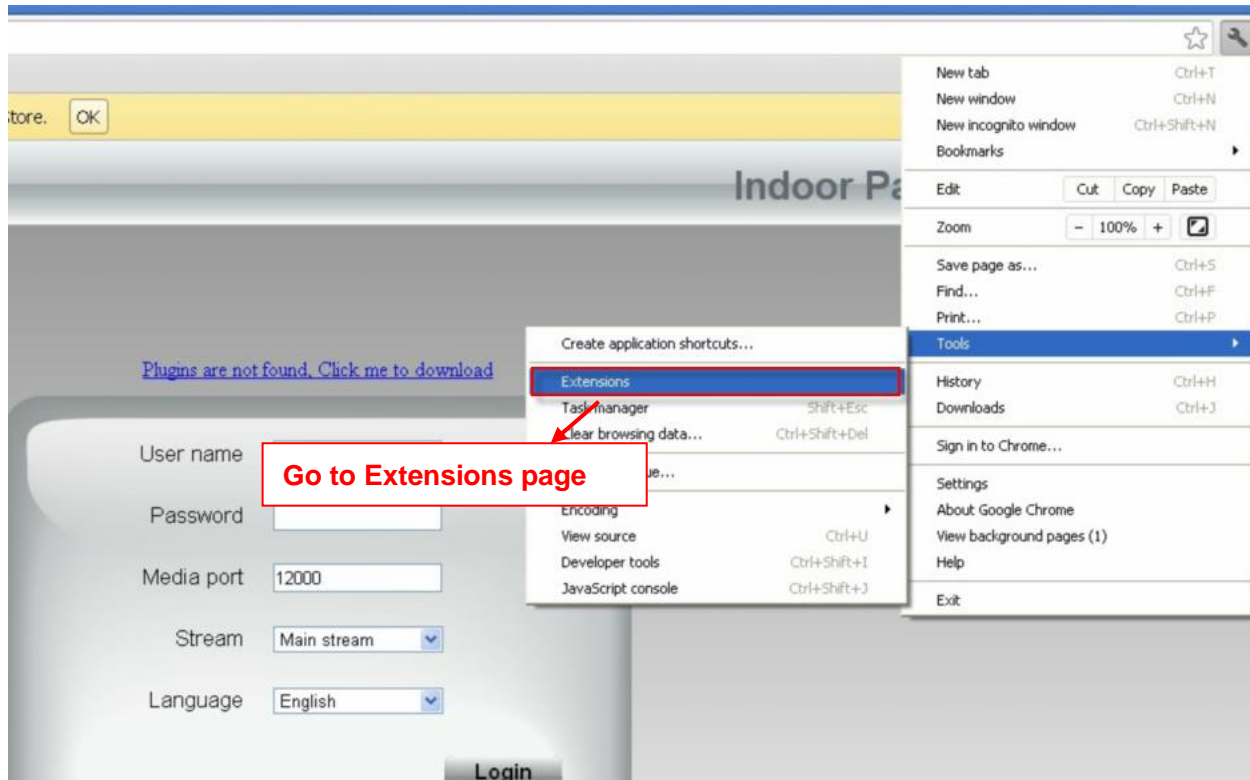 New tab Ctrl+T
New window Ctrl+N
New incognito window Ctrl+Shift+N
Bookmarks
Edit Cut Copy Paste
Zoom - 100% +
Save page as... Ctrl+S
Find... Ctrl+F
Print... Ctrl+P
Tools
History Ctrl+H
Downloads Ctrl+J
Sign in to Chrome...
Settings
About Google Chrome
View background pages (1)
Help
Exit
OK
Indoor
Create application shortcuts...
Extensions
Task manager Shift+Esc
Clear browsing data... Ctrl+Shift+Del
Encoding
View source Ctrl+U
Developer tools Ctrl+Shift+I
JavaScript console Ctrl+Shift+J
Go to Extensions page
Plugins are not found, Click me to download
User name
Password
Media port 12000
Stream Main stream
Language English
Login